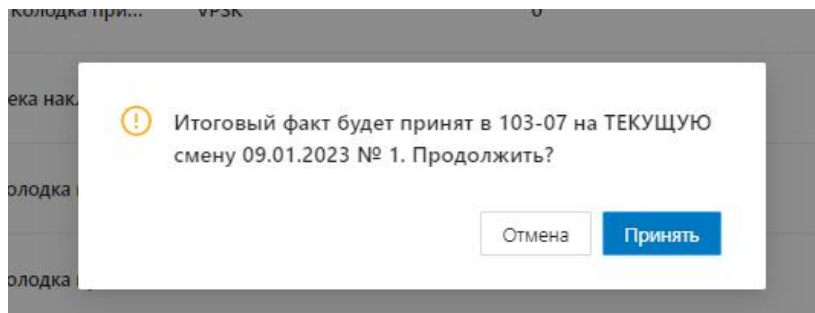 Колодка при... VPSK 0
ека нак.
Итоговый факт будет принят в 103-07 на ТЕКУЩУЮ
смену 09.01.2023 № 1. Продолжить?
олодка
Отмена Принять
олодка